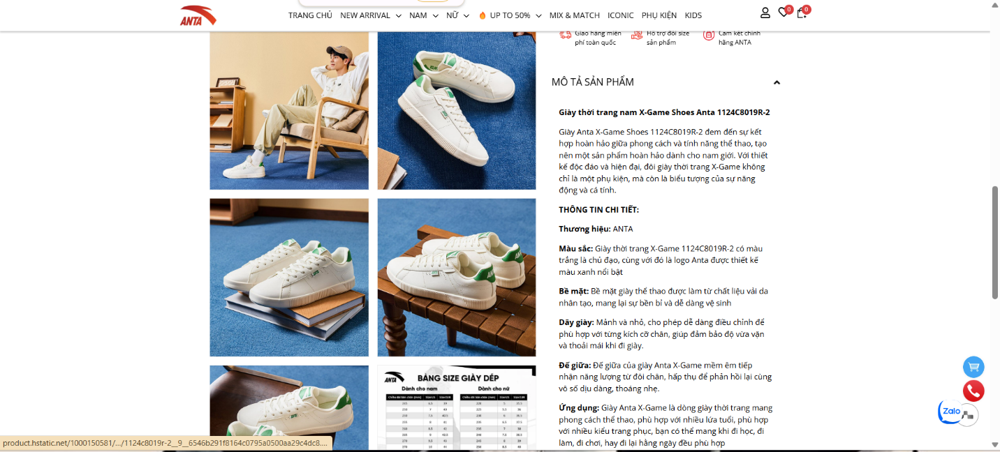 ANTA
TRANG CHỦ NEW ARRIVAL NAM NỮ UP TO 50% MIX & MATCH ICONIC PHỤ KIỆN KIDS
0 0
Giao hàng miễn
phí toàn quốc
Hỗ trợ đổi size
sản phẩm
Cam kết chính
hãng ANTA
MÔ TẢ SẢN PHẨM
Giày thời trang nam X-Game Shoes Anta 1124C8019R-2
Giày Anta X-Game Shoes 1124C8019R-2 đem đến sự kết
hợp hoàn hảo giữa phong cách và tính năng thể thao, tạo
nên một sản phẩm hoàn hảo dành cho nam giới. Với thiết
kế độc đáo và hiện đại, đôi giày thời trang X-Game không
chỉ là một phụ kiện, mà còn là biểu tượng của sự năng
động và cá tính.
THÔNG TIN CHI TIẾT:
Thương hiệu: ANTA
Màu sắc: Giày thời trang X-Game 1124C8019R-2 có màu
trắng là chủ đạo, cùng với đó là logo Anta được thiết kế
màu xanh nổi bật
Bề mặt: Bề mặt giày thể thao được làm từ chất liệu vải da
nhân tạo, mang lại sự bền bỉ và dễ dàng vệ sinh
Dây giày: Mảnh và nhỏ, cho phép dễ dàng điều chỉnh để
phù hợp với từng kích cỡ chân, giúp đảm bảo độ vừa vặn
và thoải mái khi đi giày.
Đế giữa: Đế giữa của giày Anta X-Game mềm êm tiếp
nhận năng lượng từ đôi chân, hấp thụ để phản hồi lại cùng
vô số dịu dàng, thoáng nhẹ.
Ứng dụng: Giày Anta X-Game là dòng giày thời trang mang
phong cách thể thao, phù hợp với nhiều lứa tuổi, phù hợp
với nhiều kiểu trang phục, bạn có thể mang khi đi học, đi
làm, đi chơi, hay đi lại hằng ngày đều phù hợp
ANTA
BẢNG SIZE GIÀY DÉP
Dành cho nam Dành cho nữ
Zalo
product.hstatic.net/1000150581/.../1124c8019r-2__9__6546b291f8164c0795a0500aa29c4dc8....